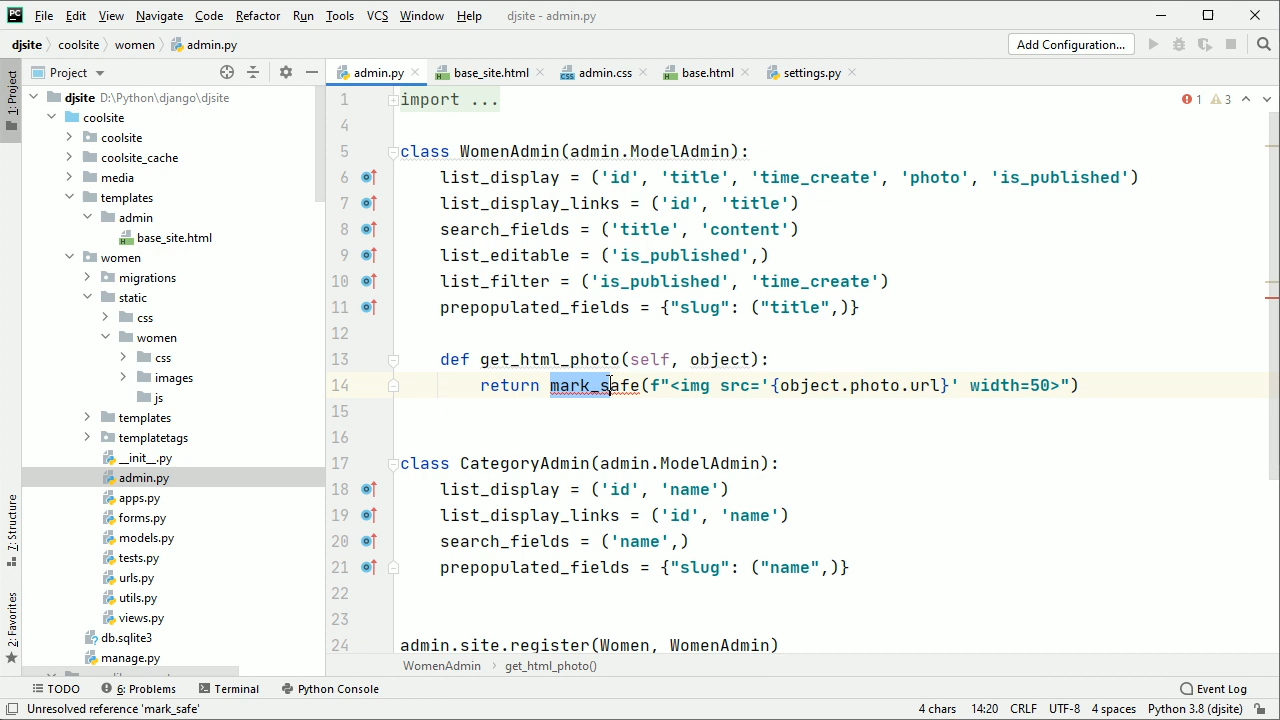 PC File Edit View Navigate Code Refactor Run Tools VCS Window Help djsite - admin.py
djsite coolsite women admin.py Add Configuration...
1: Project
7: Structure
2: Favorites
Project
djsite D:\Python\django\djsite
coolsite
coolsite
coolsite_cache
media
templates
admin
base_site.html
women
migrations
static
css
women
css
images
js
templates
templatetags
__init__.py
admin.py
apps.py
forms.py
models.py
tests.py
urls.py
utils.py
views.py
db.sqlite3
manage.py
admin.py base_site.html admin.css base.html settings.py
1 3
1 import ...
4
5 class WomenAdmin(admin.ModelAdmin):
6 list_display = ('id', 'title', 'time_create', 'photo', 'is_published')
7 list_display_links = ('id', 'title')
8 search_fields = ('title', 'content')
9 list_editable = ('is_published',)
10 list_filter = ('is_published', 'time_create')
11 prepopulated_fields = {"slug": ("title",)}
12
13 def get_html_photo(self, object):
14 return mark_safe(f"<img src='{object.photo.url}' width=50>")
15
16
17 class CategoryAdmin(admin.ModelAdmin):
18 list_display = ('id', 'name')
19 list_display_links = ('id', 'name')
20 search_fields = ('name',)
21 prepopulated_fields = {"slug": ("name",)}
22
23
24 admin.site.register(Women, WomenAdmin)
WomenAdmin get_html_photo()
TODO 6: Problems Terminal Python Console Event Log
Unresolved reference 'mark_safe' 4 chars 14:20 CRLF UTF-8 4 spaces Python 3.8 (djsite)